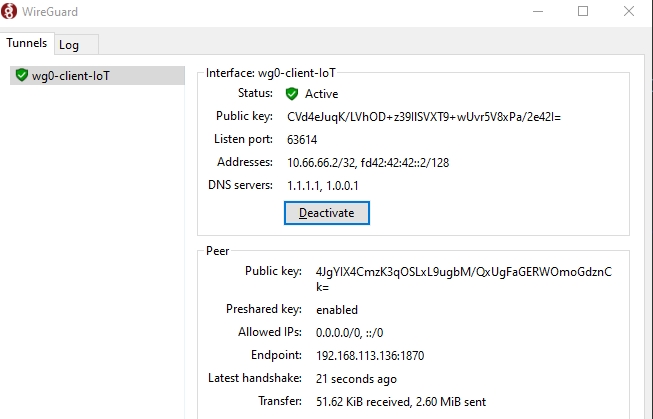 WireGuard
Tunnels Log
wg0-client-IoT
Interface: wg0-client-IoT
Status: Active
Public key: CVd4eJuqK/LVhOD+z39IISVXT9+wUvr5V8xPa/2e42I=
Listen port: 63614
Addresses: 10.66.66.2/32, fd42:42:42::2/128
DNS servers: 1.1.1.1, 1.0.0.1
Deactivate
Peer
Public key: 4JgYIX4CmzK3qOSLxL9ugbM/QxUgFaGERWOmoGdznC
k=
Preshared key: enabled
Allowed IPs: 0.0.0.0/0, ::/0
Endpoint: 192.168.113.136:1870
Latest handshake: 21 seconds ago
Transfer: 51.62 KiB received, 2.60 MiB sent